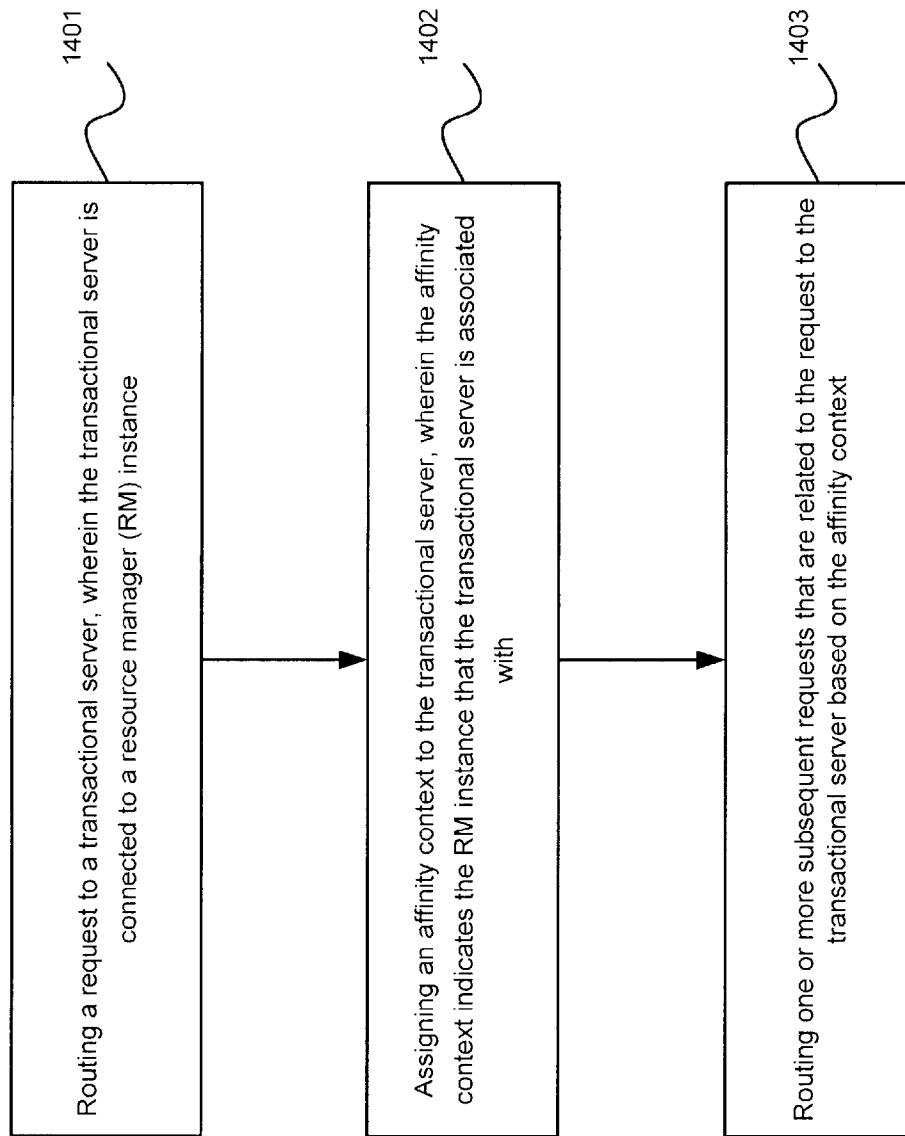 Routing a request to a transactional server, wherein the transactional server is
connected to a resource manager (RM) instance
1401
Assigning an affinity context to the transactional server, wherein the affinity
context indicates the RM instance that the transactional server is associated
with
1402
Routing one or more subsequent requests that are related to the request to the
transactional server based on the affinity context
1403